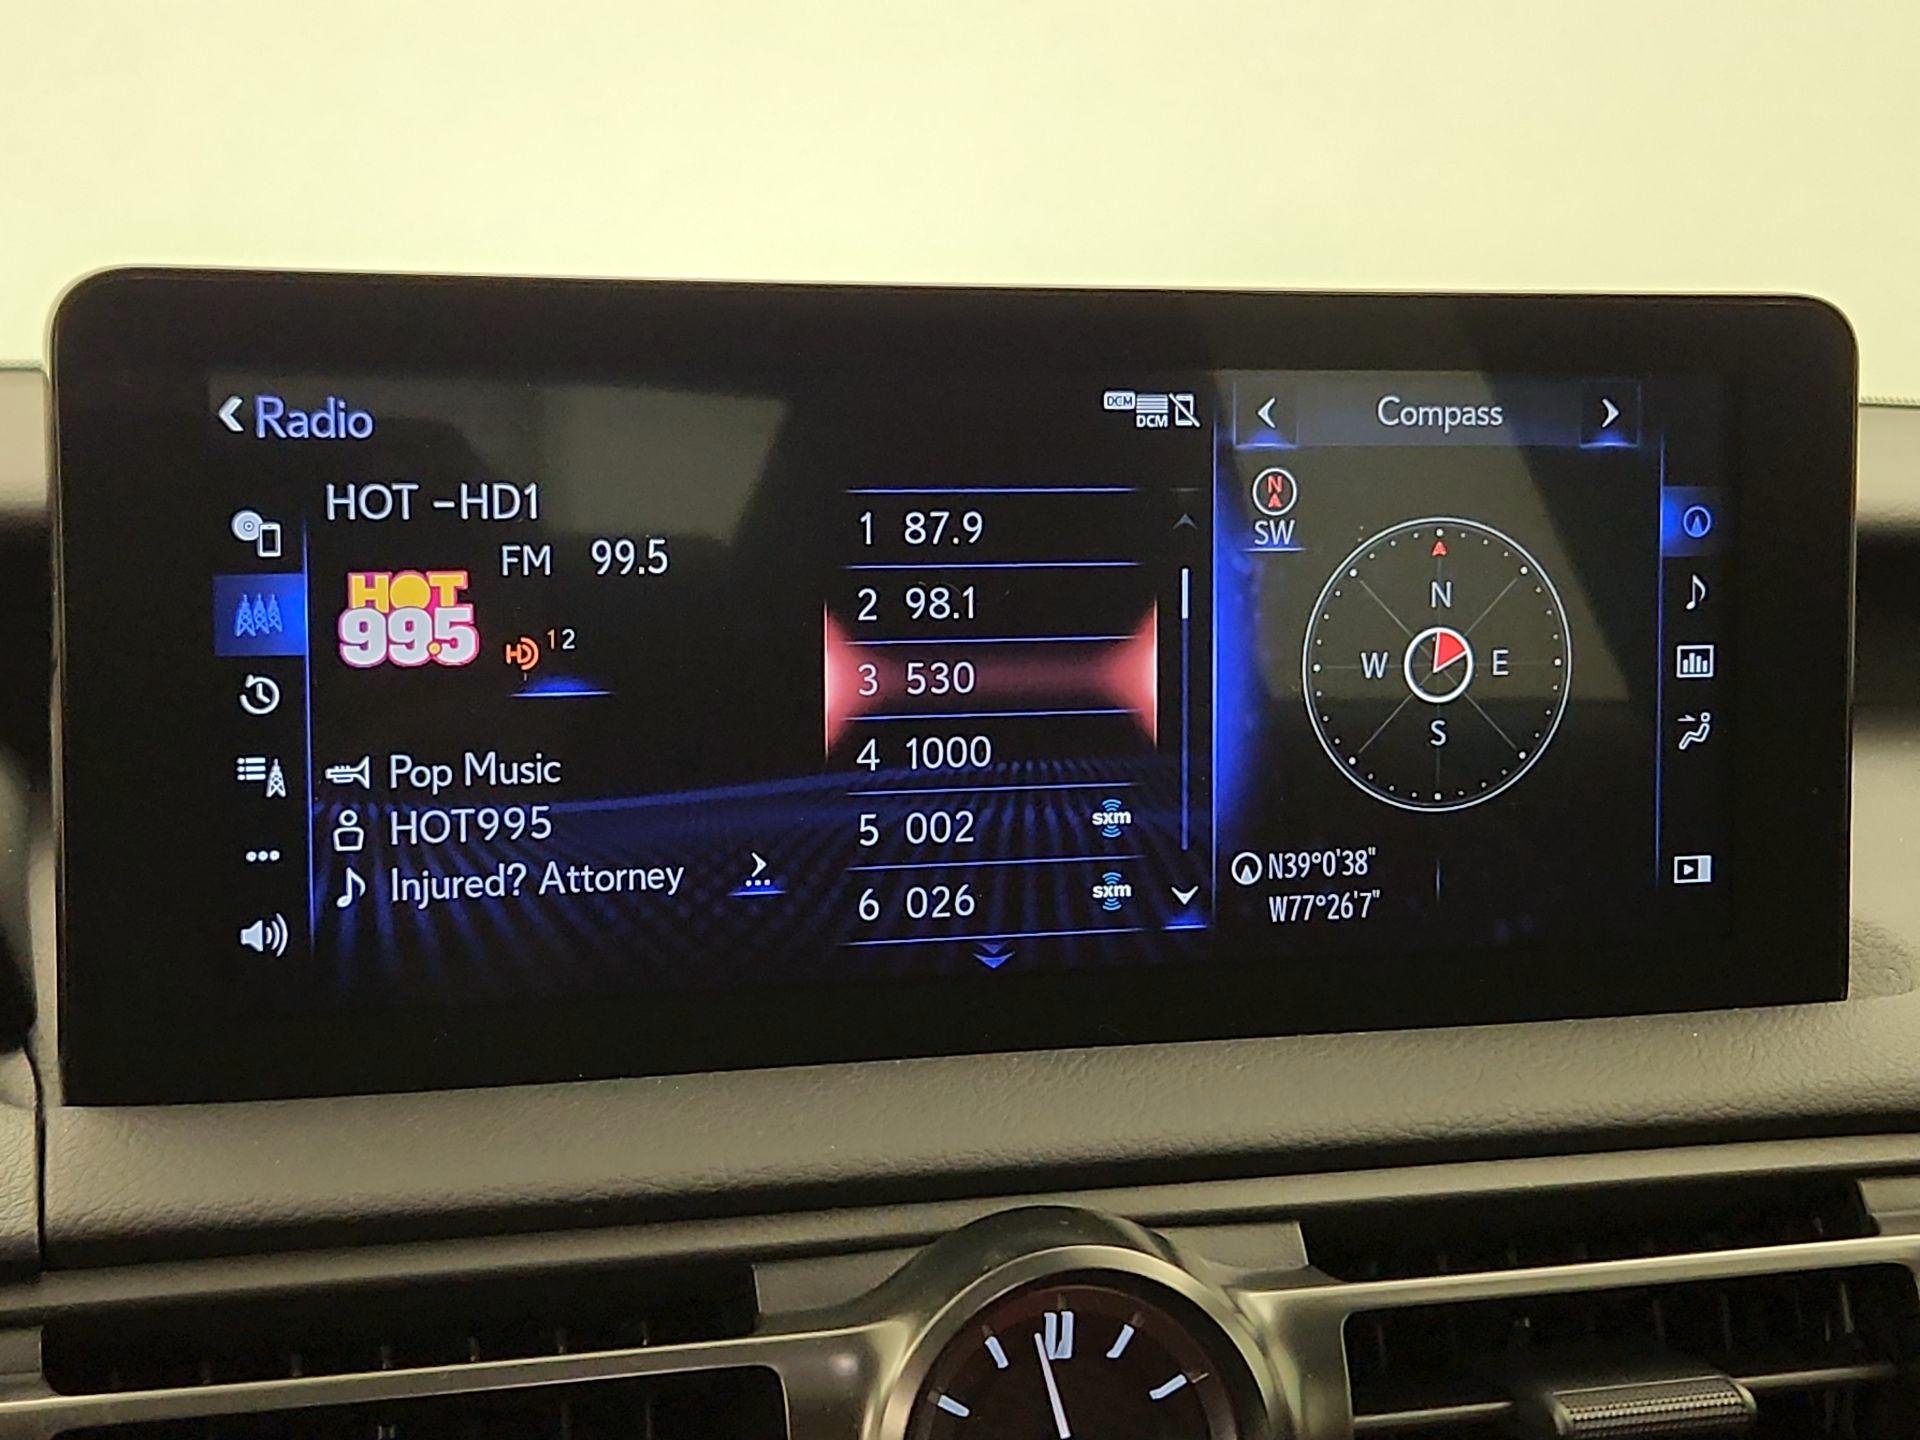 Radio
DCM
DCM
HOT -HD1
FM 99.5
HOT
99.5
HD 1 2
Pop Music
HOT995
Injured? Attorney
1 87.9
2 98.1
3 530
4 1000
5 002 sxm
6 026 sxm
Compass
N
SW
N
W E
S
N39°0'38"
W77°26'7"